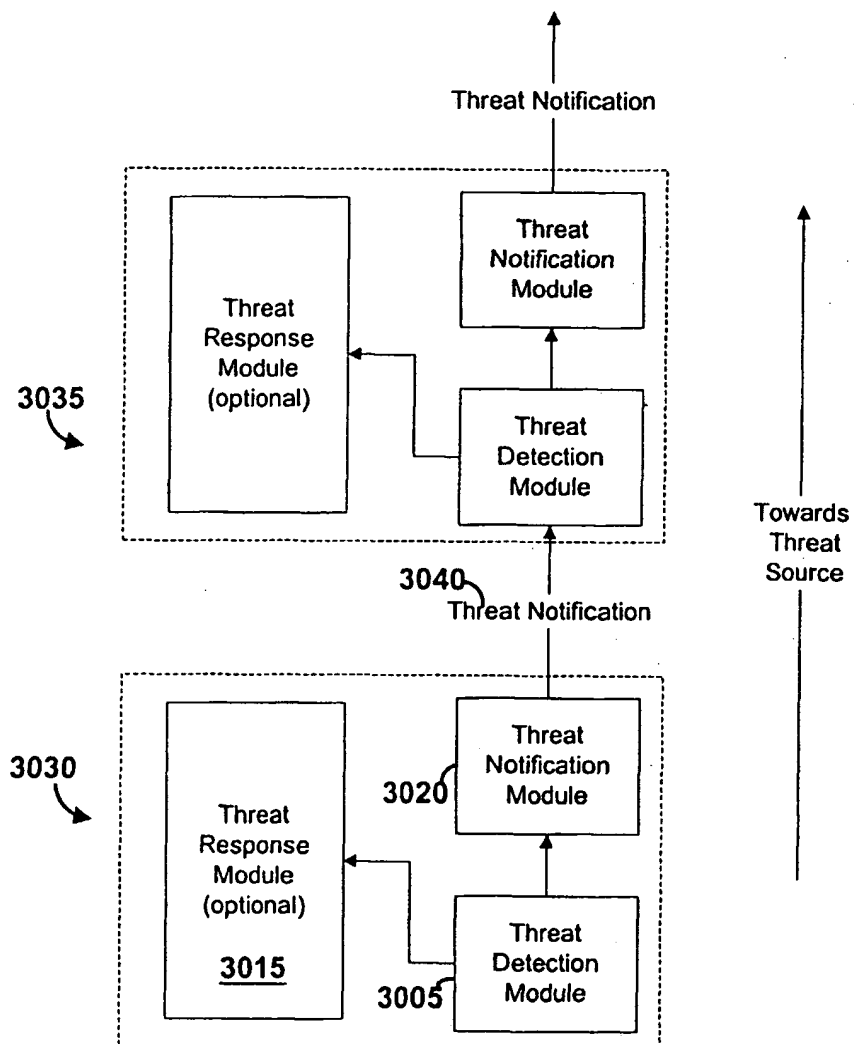 Threat Notification
Threat
Notification
Module
Threat
Response
Module
(optional)
3035
Threat
Detection
Module
Towards
Threat
Source
3040
Threat Notification
3030
Threat
Notification
Module
3020
Threat
Response
Module
(optional)
3015
Threat
Detection
Module
3005